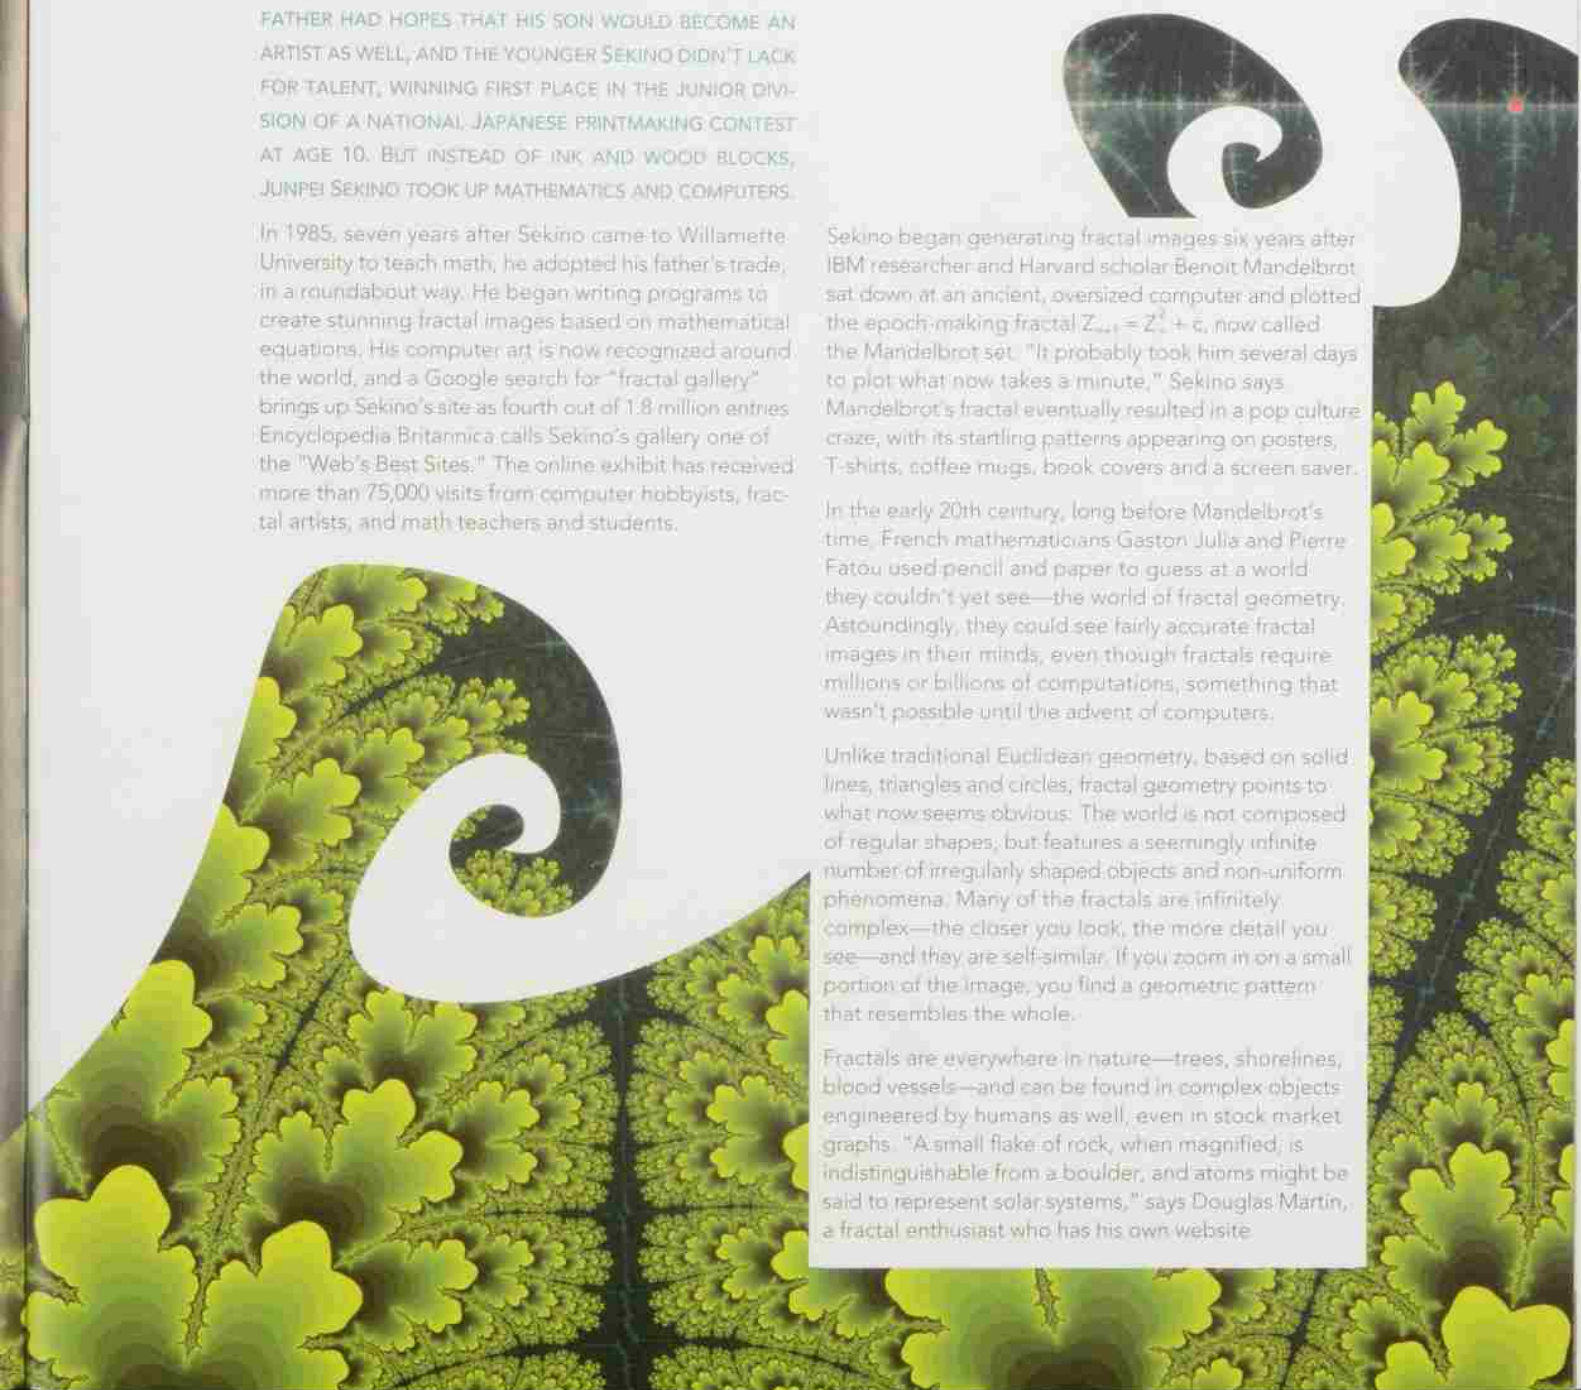 FATHER HAD HOPES THAT HIS SON WOULD BECOME AN
ARTIST AS WELL, AND THE YOUNGER SEKINO DIDN'T LACK
FOR TALENT, WINNING FIRST PLACE IN THE JUNIOR DIVI-
SION OF A NATIONAL JAPANESE PRINTMAKING CONTEST
AT AGE 10. BUT INSTEAD OF INK AND WOOD BLOCKS,
JUNPEI SEKINO TOOK UP MATHEMATICS AND COMPUTERS.
In 1985, seven years after Sekino came to Willamette
University to teach math, he adopted his father's trade,
in a roundabout way. He began writing programs to
create stunning fractal images based on mathematical
equations. His computer art is now recognized around
the world, and a Google search for "fractal gallery"
brings up Sekino's site as fourth out of 1.8 million entries
Encyclopedia Britannica calls Sekino's gallery one of
the "Web's Best Sites." The online exhibit has received
more than 75,000 visits from computer hobbyists, frac-
tal artists, and math teachers and students.
Sekino began generating fractal images six years after
IBM researcher and Harvard scholar Benoit Mandelbrot
sat down at an ancient, oversized computer and plotted
the epoch-making fractal Zₙ₊₁ = Zₙ² + c, now called
the Mandelbrot set. "It probably took him several days
to plot what now takes a minute," Sekino says
Mandelbrot's fractal eventually resulted in a pop culture
craze, with its startling patterns appearing on posters,
T-shirts, coffee mugs, book covers and a screen saver.
In the early 20th century, long before Mandelbrot's
time, French mathematicians Gaston Julia and Pierre
Fatou used pencil and paper to guess at a world
they couldn't yet see—the world of fractal geometry.
Astoundingly, they could see fairly accurate fractal
images in their minds, even though fractals require
millions or billions of computations, something that
wasn't possible until the advent of computers.
Unlike traditional Euclidean geometry, based on solid
lines, triangles and circles, fractal geometry points to
what now seems obvious: The world is not composed
of regular shapes, but features a seemingly infinite
number of irregularly shaped objects and non-uniform
phenomena. Many of the fractals are infinitely
complex—the closer you look, the more detail you
see—and they are self-similar. If you zoom in on a small
portion of the image, you find a geometric pattern
that resembles the whole.
Fractals are everywhere in nature—trees, shorelines,
blood vessels—and can be found in complex objects
engineered by humans as well, even in stock market
graphs. "A small flake of rock, when magnified, is
indistinguishable from a boulder, and atoms might be
said to represent solar systems," says Douglas Martin,
a fractal enthusiast who has his own website